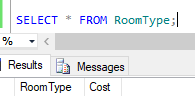 SELECT * FROM RoomType;
%
Results Messages
RoomType Cost